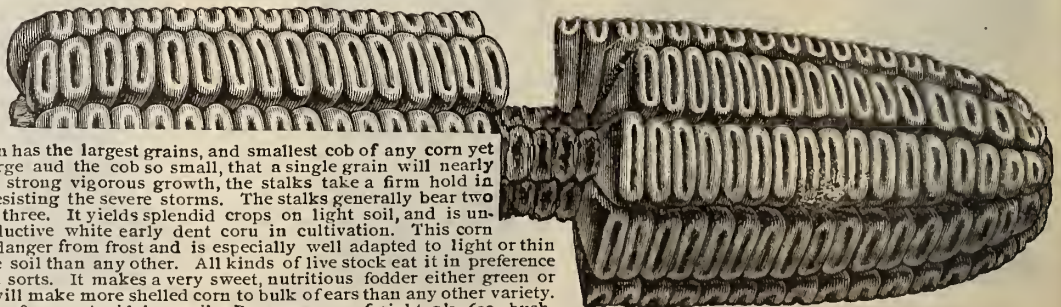 n has the largest grains, and smallest cob of any corn yet
rge aud the cob so small, that a single grain will nearly
strong vigorous growth, the stalks take a firm hold in
esisting the severe storms. The stalks generally bear two
three. It yields splendid crops on light soil, and is un-
luctive white early dent coru in cultivation. This corn
danger from frost and is especially well adapted to light or thin
e soil than any other. All kinds of live stock eat it in preference
sorts. It makes a very sweet, nutritious fodder either green or
will make more shelled corn to bulk of ears than any other variety.